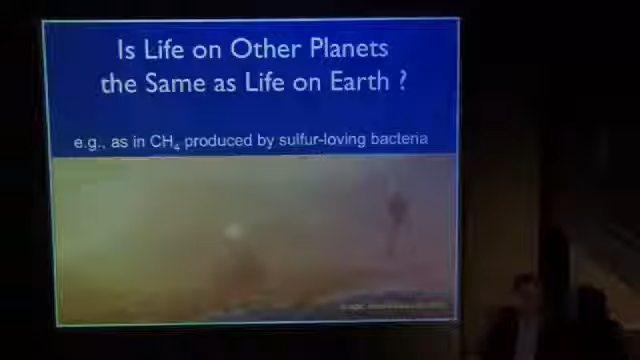 Is Life on Other Planets
the Same as Life on Earth ?
e.g., as in CH₄ produced by sulfur-loving bacteria